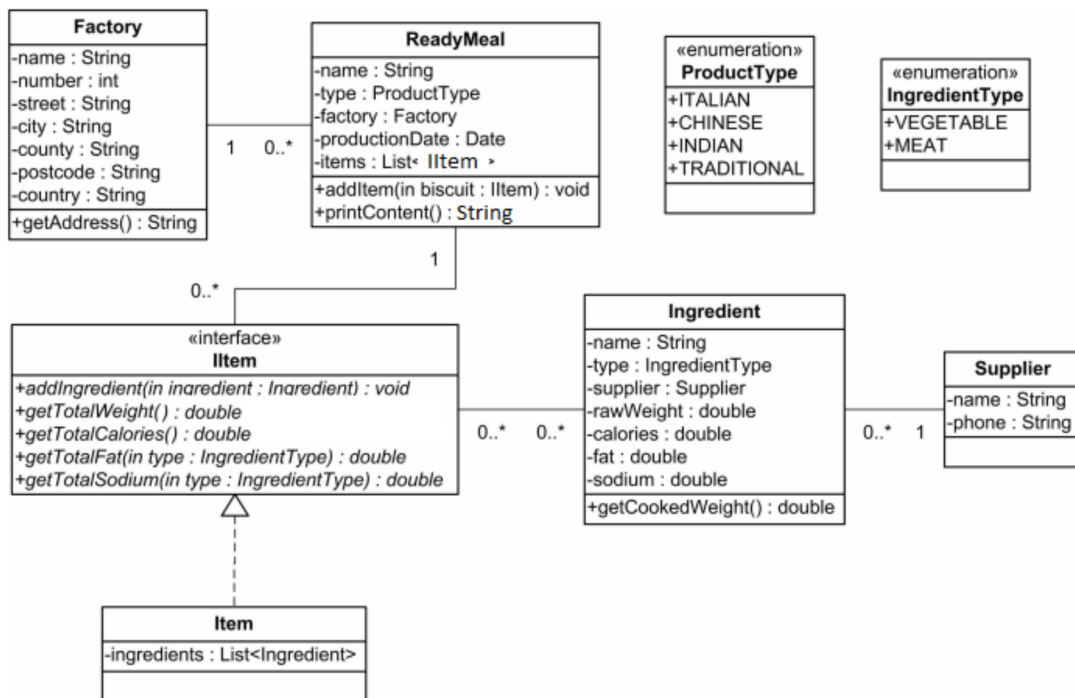 Factory
-name : String
-number : int
-street : String
-city : String
-county : String
-postcode : String
-country : String
+getAddress() : String
1
0..*
ReadyMeal
-name : String
-type : ProductType
-factory : Factory
-productionDate : Date
-items : List< IItem >
+addItem(in biscuit : IItem) : void
+printContent() : String
«enumeration»
ProductType
+ITALIAN
+CHINESE
+INDIAN
+TRADITIONAL
«enumeration»
IngredientType
+VEGETABLE
+MEAT
1
0..*
«interface»
IItem
+addIngredient(in ingredient : Ingredient) : void
+getTotalWeight() : double
+getTotalCalories() : double
+getTotalFat(in type : IngredientType) : double
+getTotalSodium(in type : IngredientType) : double
0..*
0..*
Ingredient
-name : String
-type : IngredientType
-supplier : Supplier
-rawWeight : double
-calories : double
-fat : double
-sodium : double
+getCookedWeight() : double
0..*
1
Supplier
-name : String
-phone : String
Item
-ingredients : List<Ingredient>